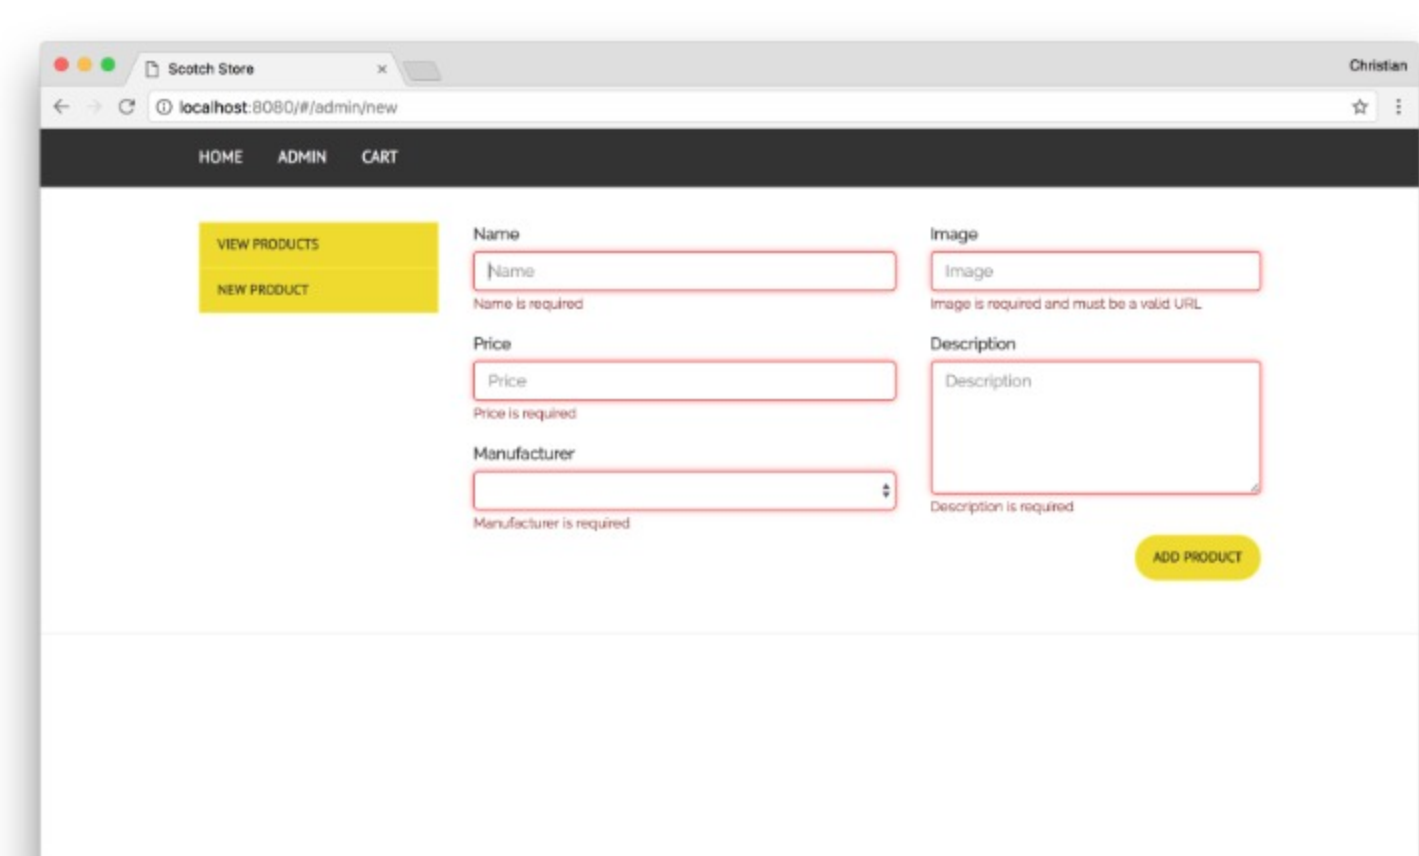 Scotch Store
Christian
localhost:8080/#/admin/new
HOME ADMIN CART
VIEW PRODUCTS
NEW PRODUCT
Name
Name
Name is required
Price
Price
Price is required
Manufacturer
Manufacturer is required
Image
Image
Image is required and must be a valid URL
Description
Description
Description is required
ADD PRODUCT